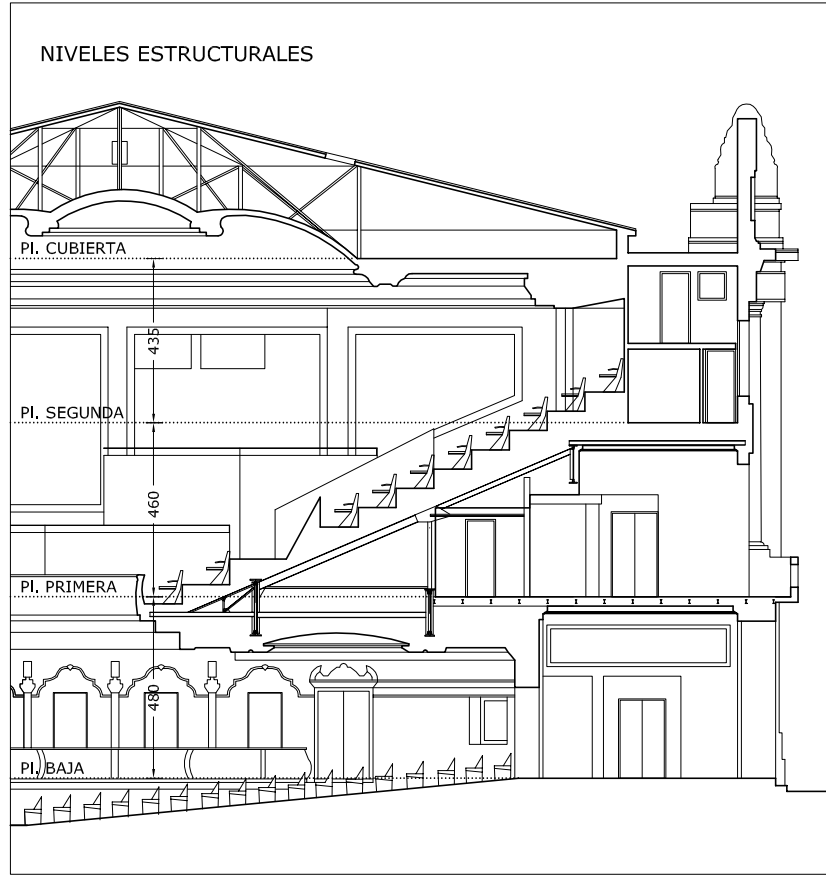 NIVELES ESTRUCTURALES
Pl. CUBIERTA
435
Pl. SEGUNDA
460
Pl. PRIMERA
480
Pl. BAJA